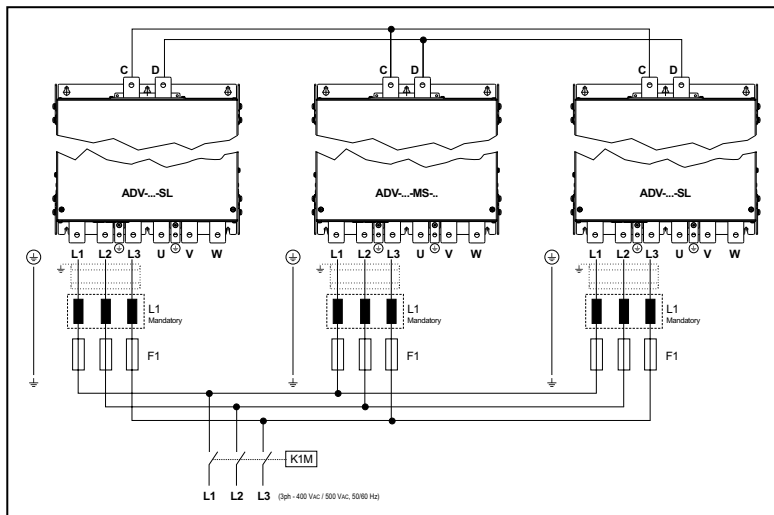 C D C D C D
ADV-...-SL ADV-...-MS-.. ADV-...-SL
L1 L2 L3 U V W L1 L2 L3 U V W L1 L2 L3 U V W
L1 L1 L1
Mandatory Mandatory Mandatory
F1 F1 F1
K1M
L1 L2 L3 (3ph - 400 VAC / 500 VAC, 50/60 Hz)